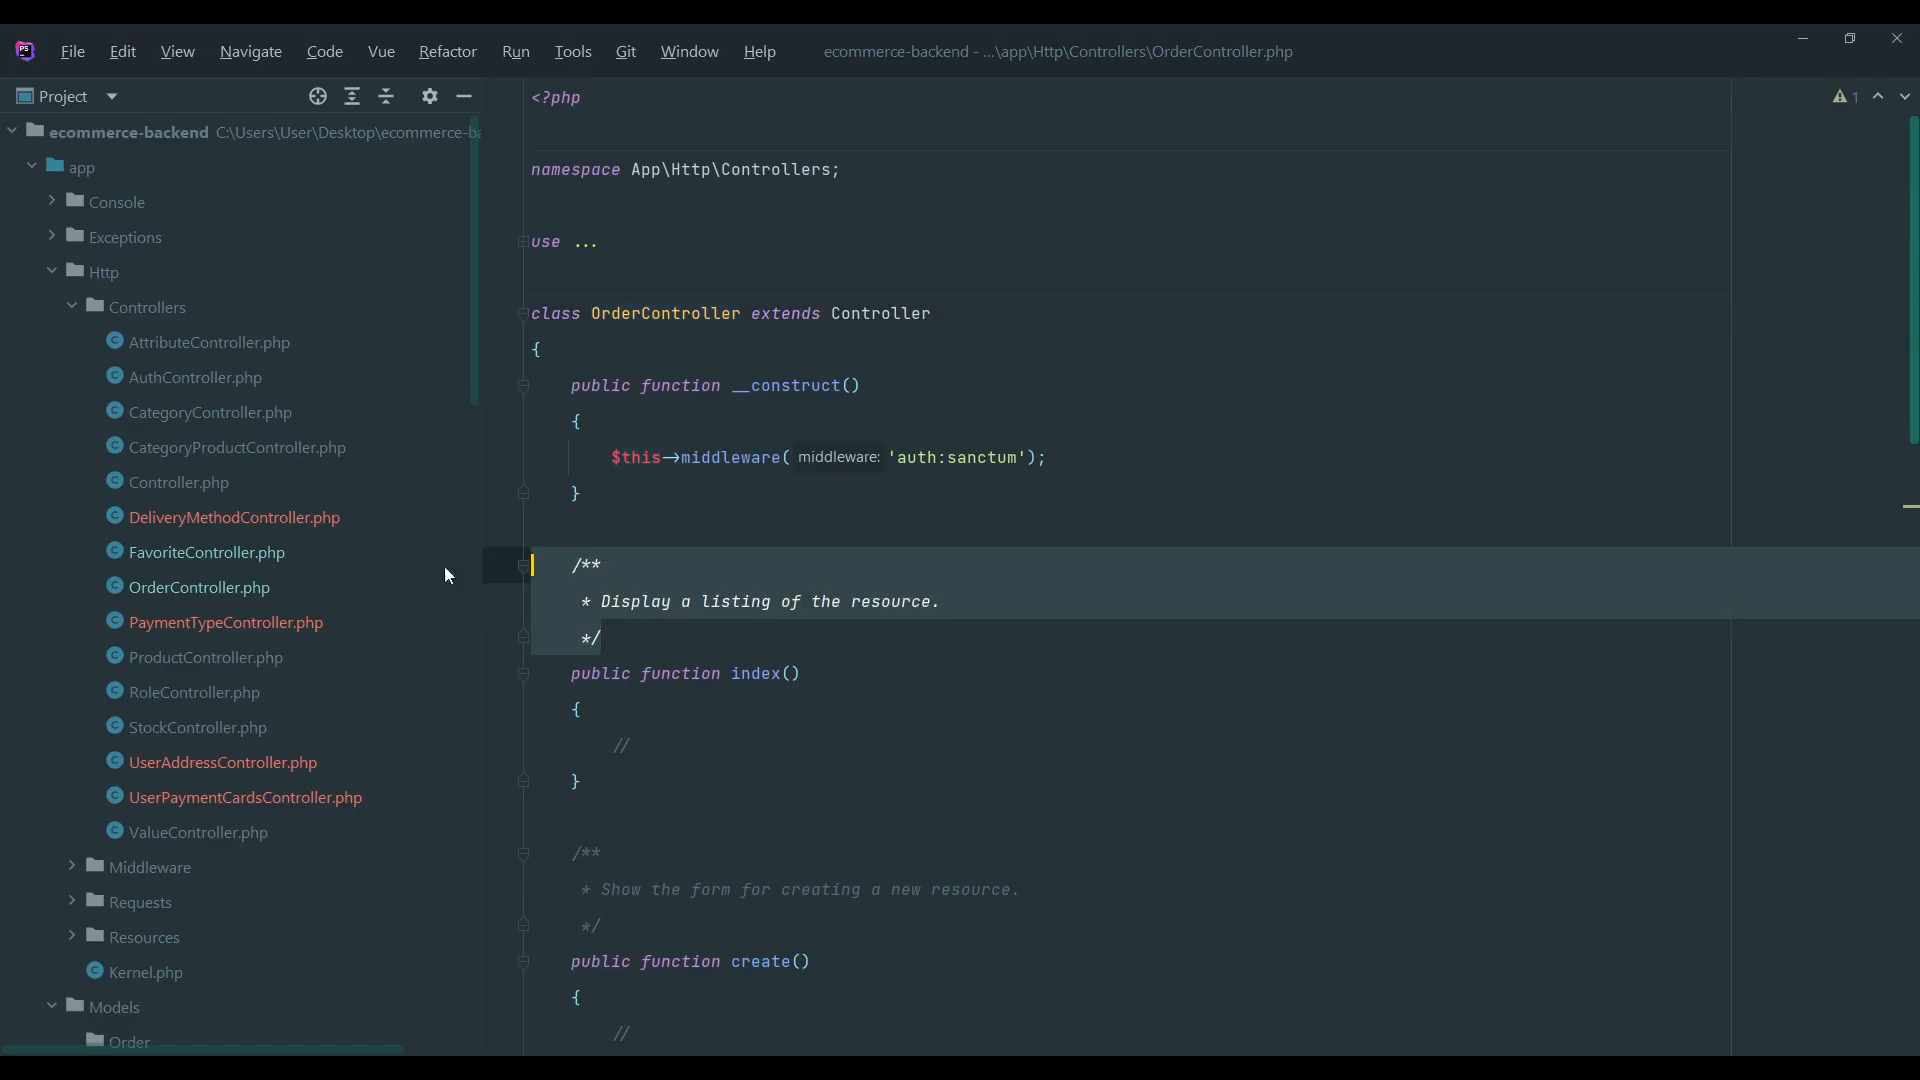 PS File Edit View Navigate Code Vue Refactor Run Tools Git Window Help ecommerce-backend - ...\app\Http\Controllers\OrderController.php
Project
ecommerce-backend C:\Users\User\Desktop\ecommerce-ba
app
Console
Exceptions
Http
Controllers
AttributeController.php
AuthController.php
CategoryController.php
CategoryProductController.php
Controller.php
DeliveryMethodController.php
FavoriteController.php
OrderController.php
PaymentTypeController.php
ProductController.php
RoleController.php
StockController.php
UserAddressController.php
UserPaymentCardsController.php
ValueController.php
Middleware
Requests
Resources
Kernel.php
Models
Order
<?php
namespace App\Http\Controllers;
use ...
class OrderController extends Controller
{
public function __construct()
{
$this->middleware( middleware: 'auth:sanctum');
}
/**
* Display a listing of the resource.
*/
public function index()
{
//
}
/**
* Show the form for creating a new resource.
*/
public function create()
{
//
1